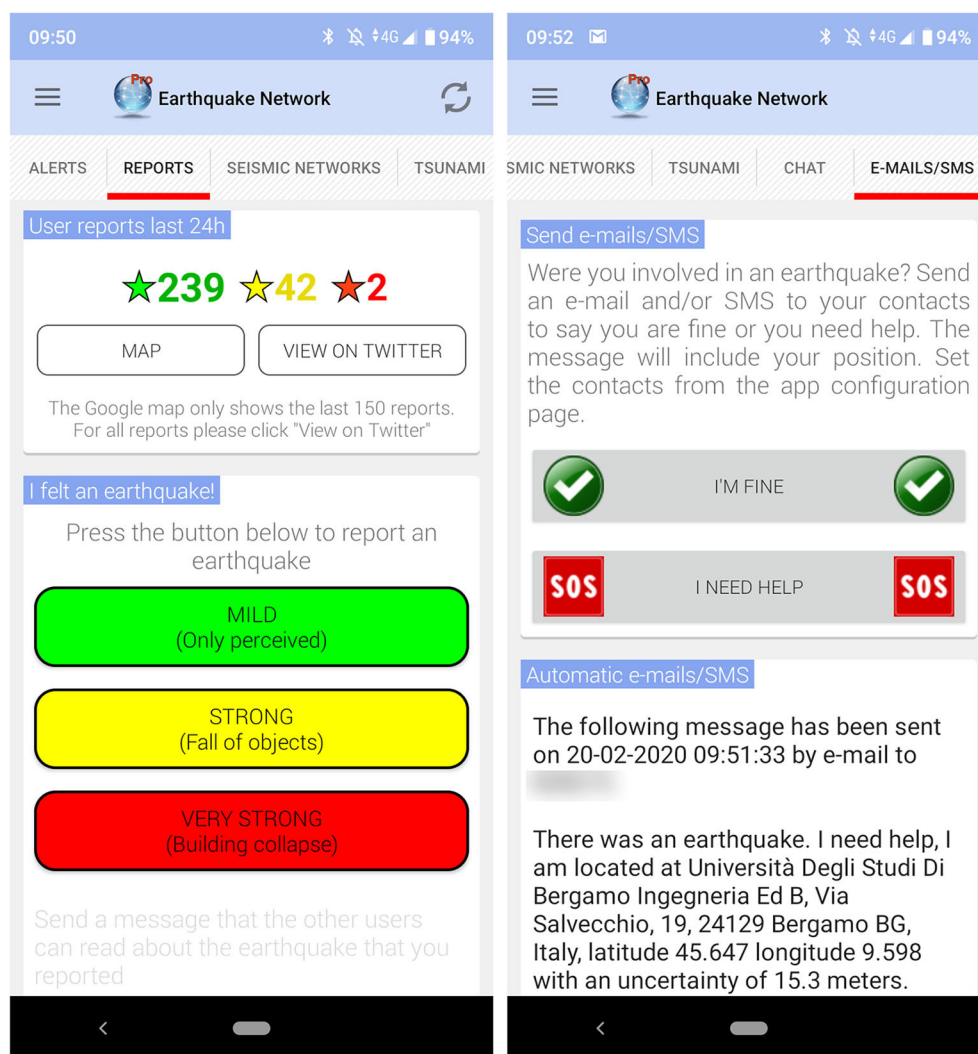 09:50
4G
94%
Pro
Earthquake Network
ALERTS
REPORTS
SEISMIC NETWORKS
TSUNAMI
User reports last 24h
239 42 2
MAP
VIEW ON TWITTER
The Google map only shows the last 150 reports.
For all reports please click "View on Twitter"
I felt an earthquake!
Press the button below to report an
earthquake
MILD
(Only perceived)
STRONG
(Fall of objects)
VERY STRONG
(Building collapse)
Send a message that the other users
can read about the earthquake that you
reported
09:52
4G
94%
Pro
Earthquake Network
SMIC NETWORKS
TSUNAMI
CHAT
E-MAILS/SMS
Send e-mails/SMS
Were you involved in an earthquake? Send
an e-mail and/or SMS to your contacts
to say you are fine or you need help. The
message will include your position. Set
the contacts from the app configuration
page.
I'M FINE
SOS
I NEED HELP
SOS
Automatic e-mails/SMS
The following message has been sent
on 20-02-2020 09:51:33 by e-mail to
There was an earthquake. I need help, I
am located at Università Degli Studi Di
Bergamo Ingegneria Ed B, Via
Salvecchio, 19, 24129 Bergamo BG,
Italy, latitude 45.647 longitude 9.598
with an uncertainty of 15.3 meters.